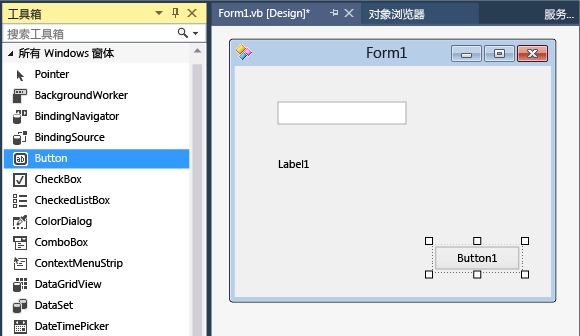 工具箱
搜索工具箱
所有 Windows 窗体
Pointer
BackgroundWorker
BindingNavigator
BindingSource
Button
CheckBox
CheckedListBox
ColorDialog
ComboBox
ContextMenuStrip
DataGridView
DataSet
DateTimePicker
Form1.vb [Design]*
对象浏览器
服务...
Form1
Label1
Button1